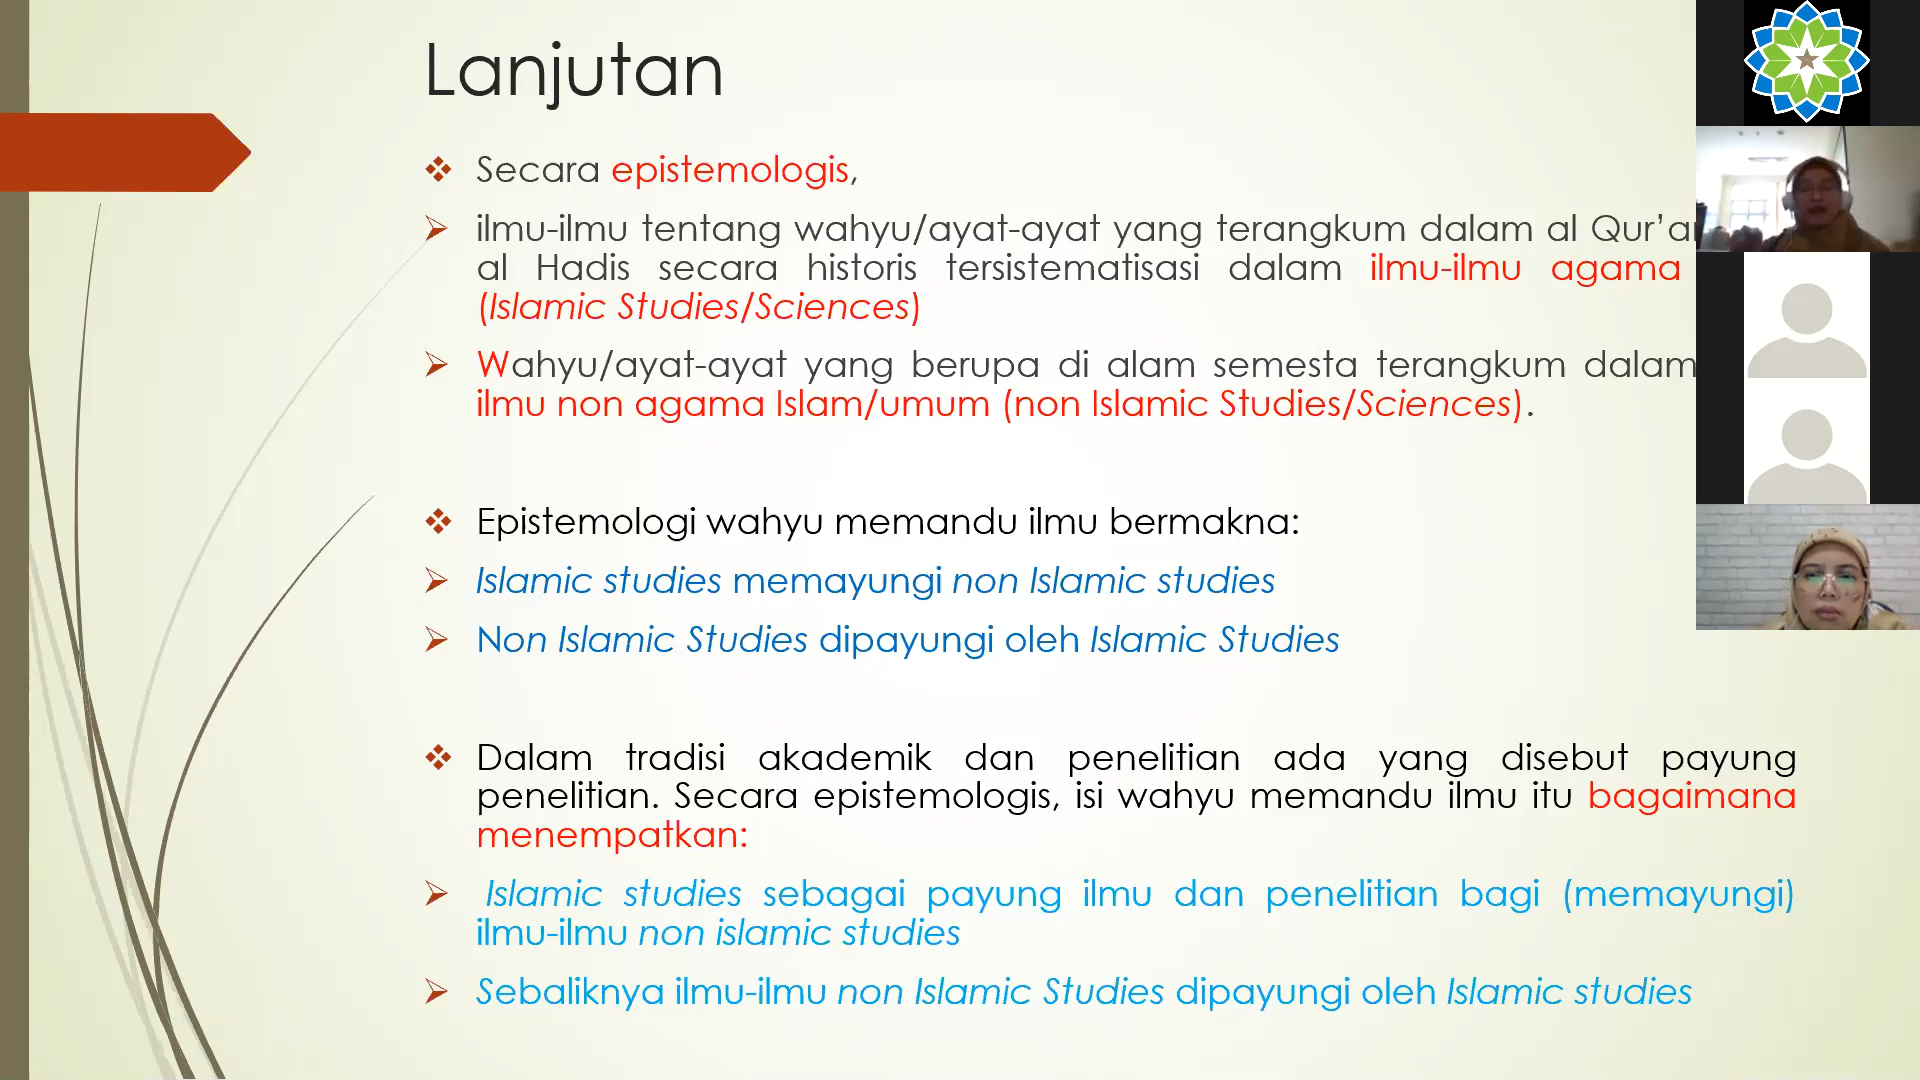 Lanjutan
Secara epistemologis,
ilmu-ilmu tentang wahyu/ayat-ayat yang terangkum dalam al
al Hadis secara historis tersistematisasi dalam ilmu-ilmu agama
(Islamic Studies/Sciences)
Wahyu/ayat-ayat yang berupa di alam semesta terangkum dalam
ilmu non agama Islam/umum (non Islamic Studies/Sciences).
Epistemologi wahyu memandu ilmu bermakna:
Islamic studies memayungi non Islamic studies
Non Islamic Studies dipayungi oleh Islamic Studies
Dalam tradisi akademik dan penelitian ada yang disebut payung
penelitian. Secara epistemologis, isi wahyu memandu ilmu itu bagaimana
menempatkan:
Islamic studies sebagai payung ilmu dan penelitian bagi (memayungi)
ilmu-ilmu non islamic studies
Sebaliknya ilmu-ilmu non Islamic Studies dipayungi oleh Islamic studies